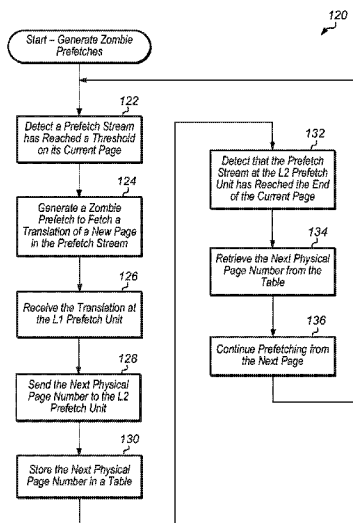 120
Start – Generate Zombie
Prefetches
122
Detect a Prefetch Stream
has Reached a Threshold
on its Current Page
124
Generate a Zombie
Prefetch to Fetch a
Translation of a New Page
in the Prefetch Stream
126
Receive the Translation at
the L1 Prefetch Unit
128
Send the Next Physical
Page Number to the L2
Prefetch Unit
130
Store the Next Physical
Page Number in a Table
132
Detect that the Prefetch
Stream at the L2 Prefetch
Unit has Reached the End
of the Current Page
134
Retrieve the Next Physical
Page Number from the
Table
136
Continue Prefetching from
the Next Page